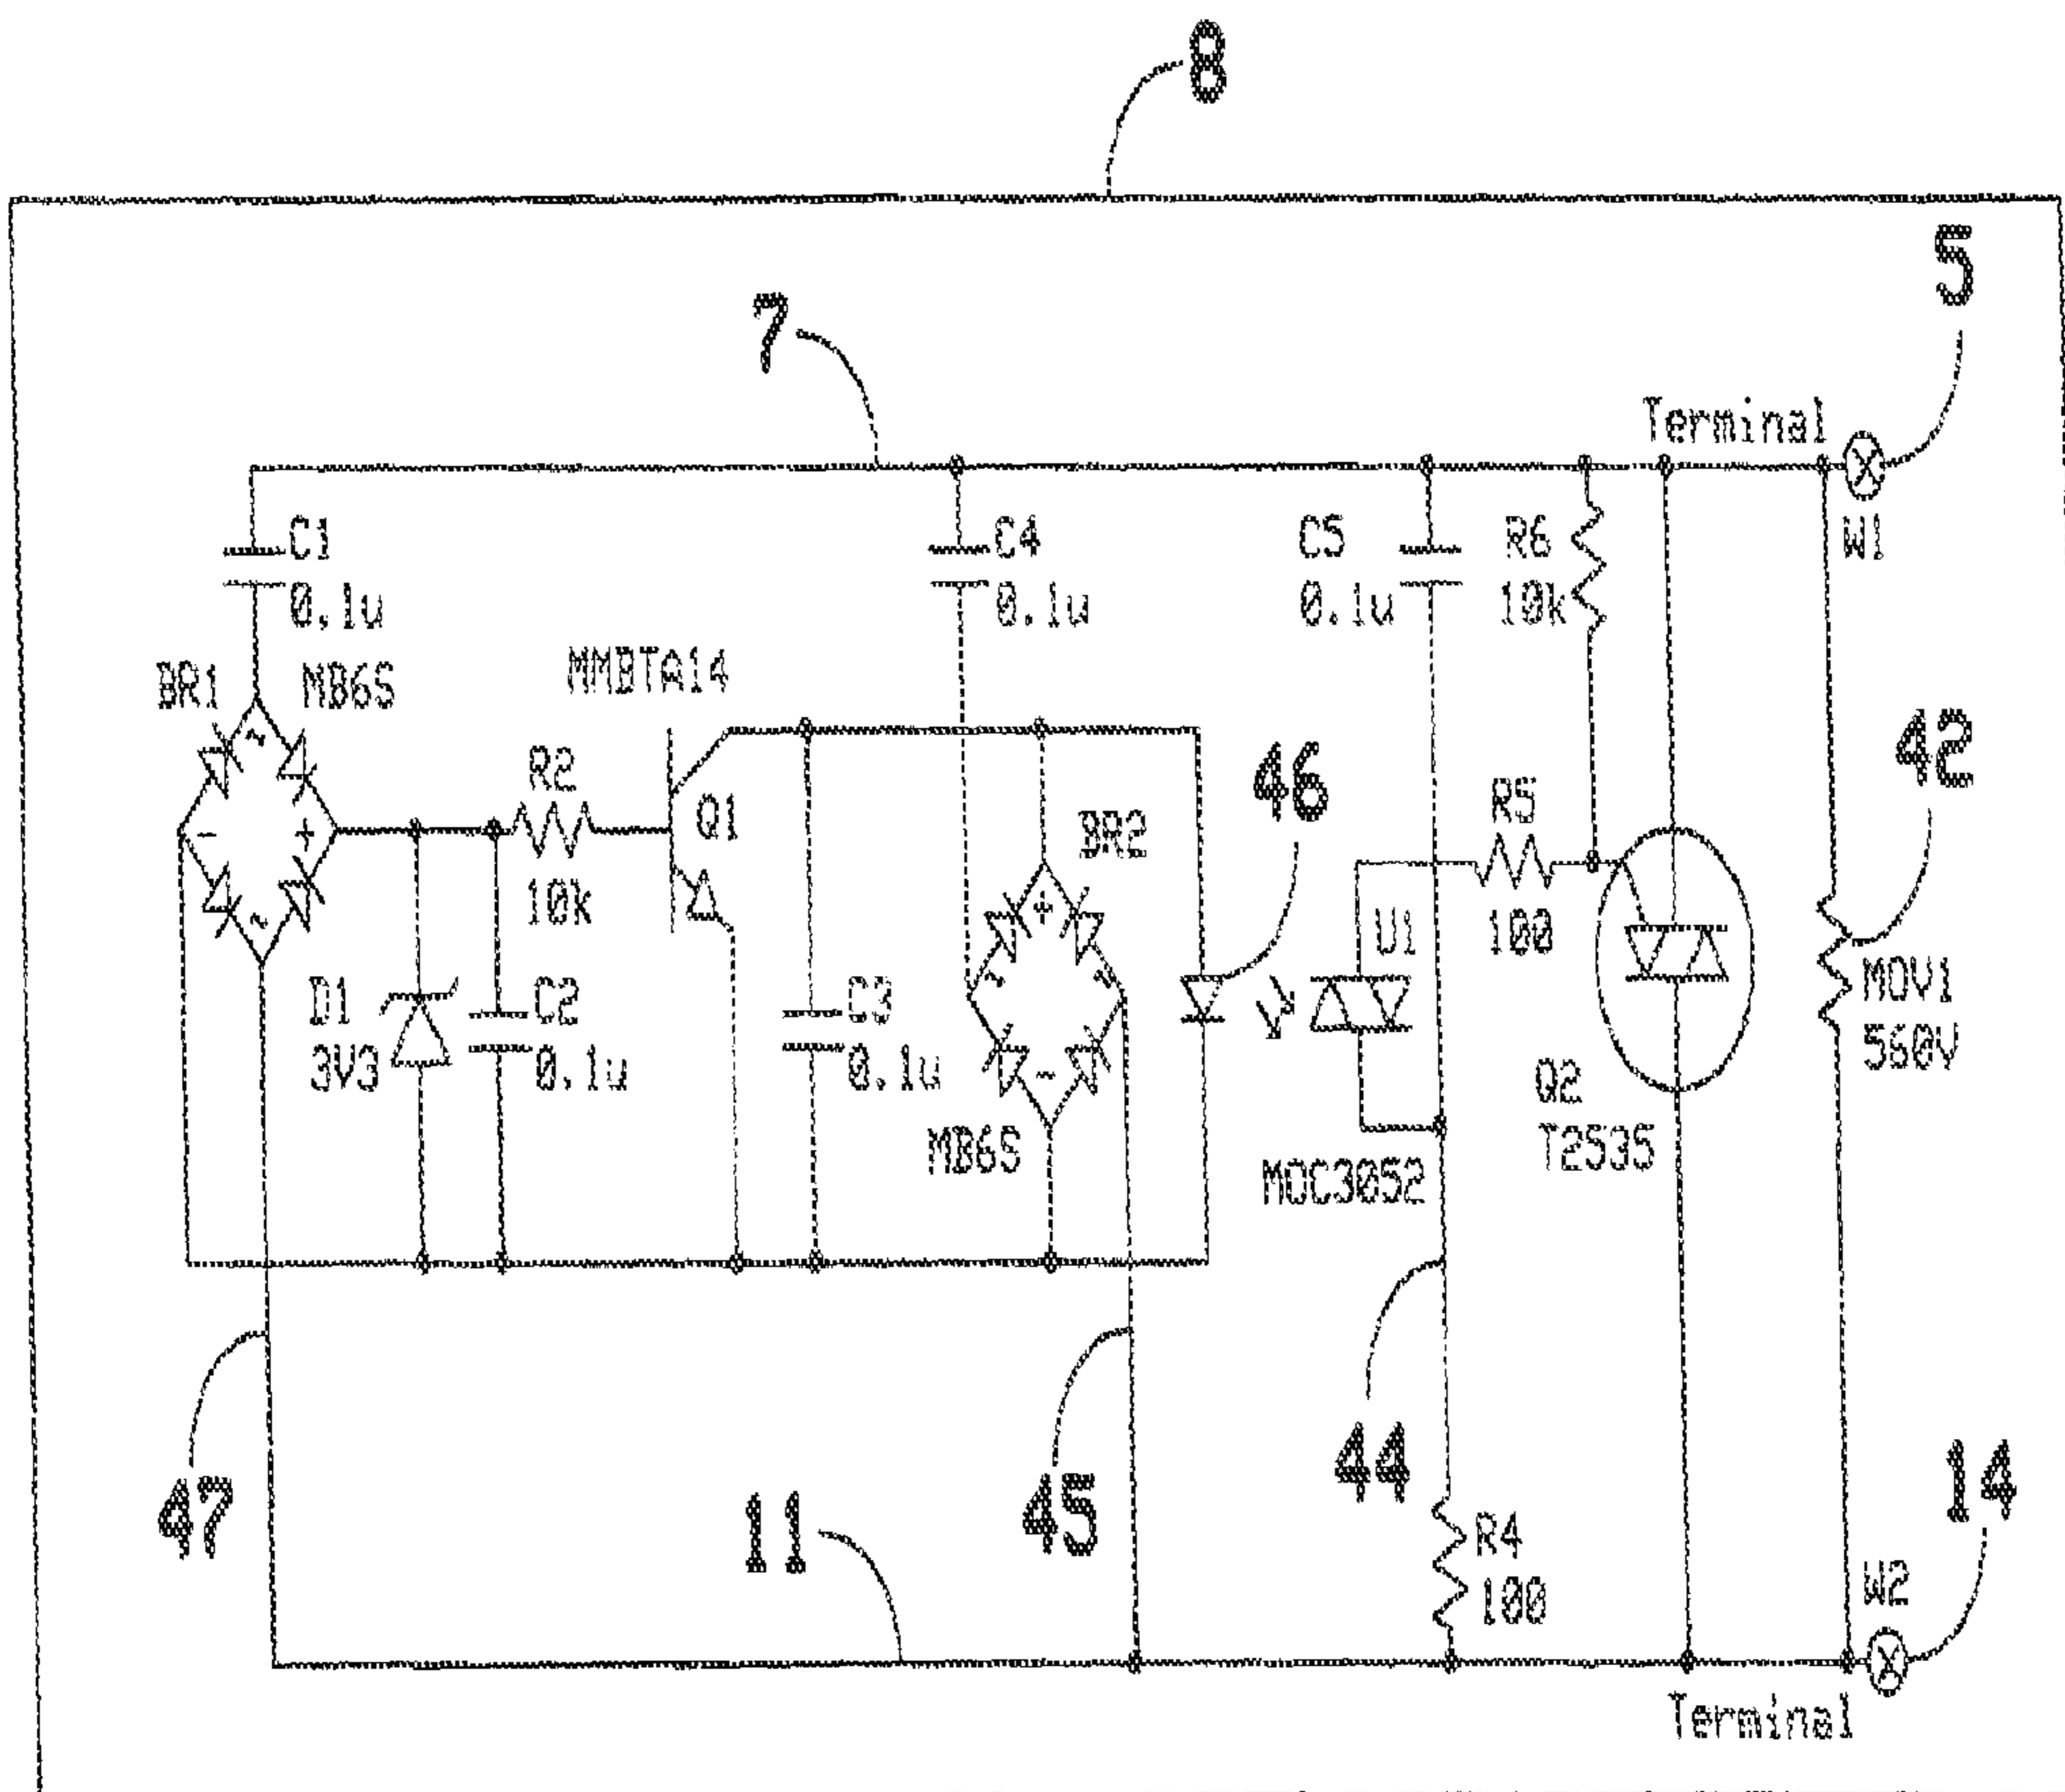 8
5
7
Terminal
W1
C1
0.1u
C4
0.1u
C5
0.1u
R6
10k
BR1
MB6S
MMBTA14
42
R2
10k
Q1
46
R5
100
BR2
~
-
+
~
+
~
~
-
U1
D1
3V3
C2
0.1u
C3
0.1u
MOV1
560V
Q2
T2535
MB6S
MOC3052
47
11
45
44
14
R4
100
W2
Terminal